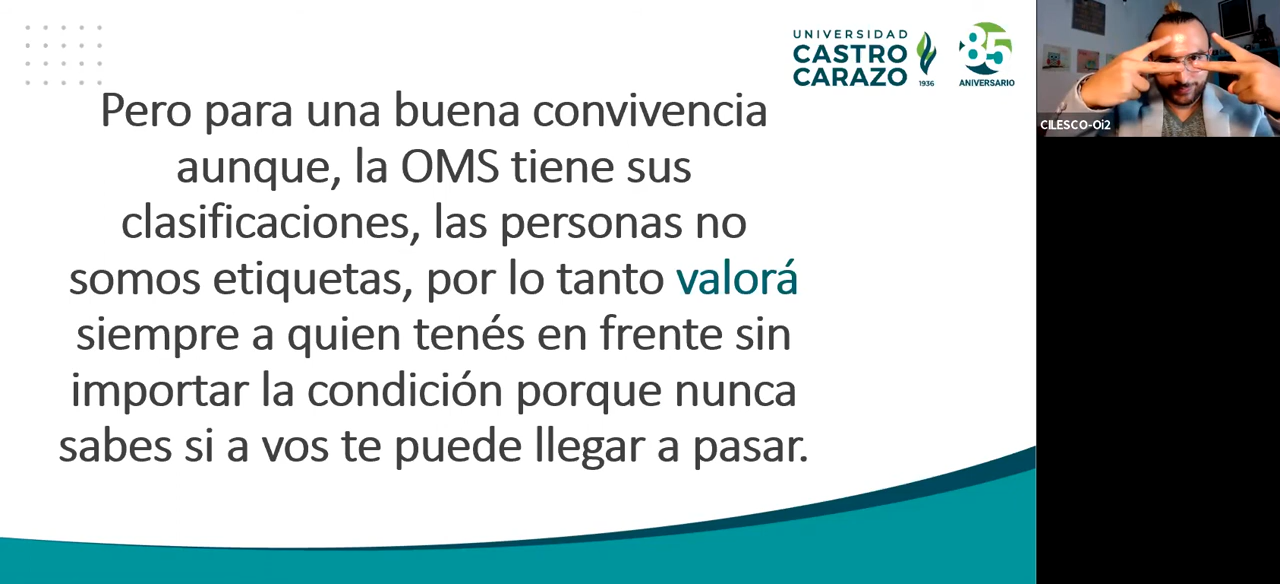 UNIVERSIDAD
CASTRO
CARAZO
1936
85
ANIVERSARIO
Pero para una buena convivencia
aunque, la OMS tiene sus
clasificaciones, las personas no
somos etiquetas, por lo tanto valorá
siempre a quien tenés en frente sin
importar la condición porque nunca
sabes si a vos te puede llegar a pasar.
CILESCO-Oi2